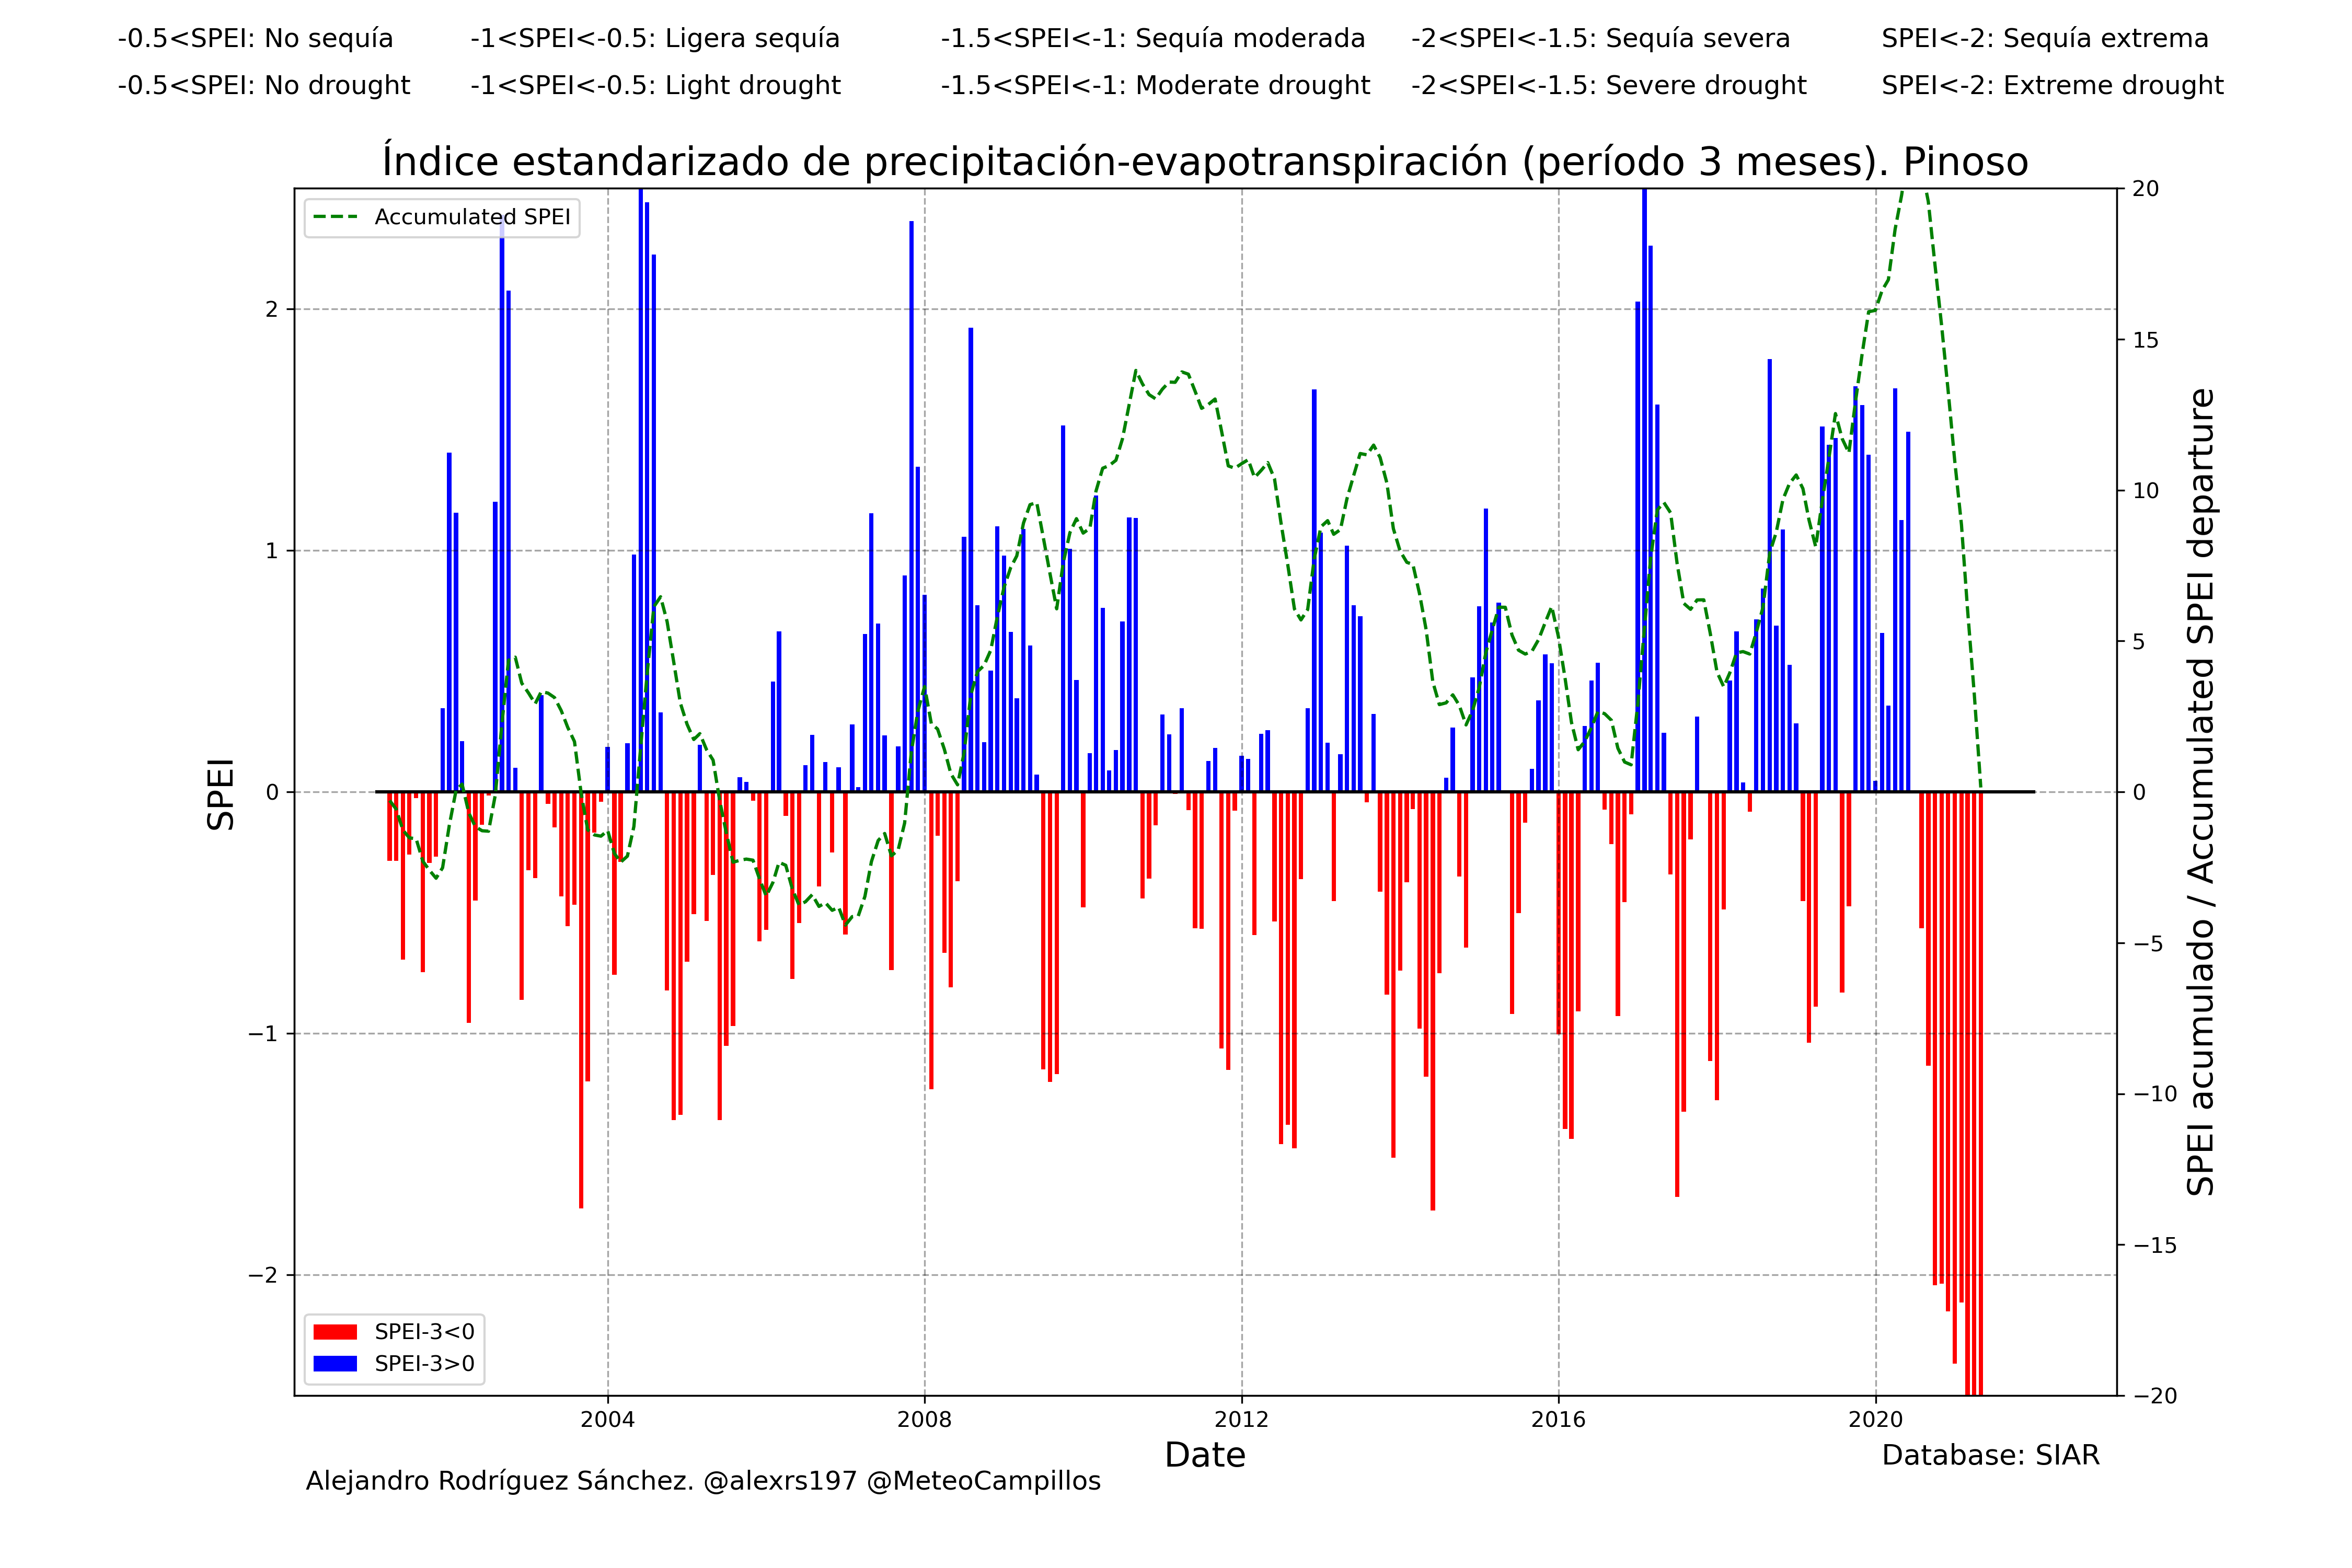 -0.5<SPEI: No sequía -1<SPEI<-0.5: Ligera sequía -1.5<SPEI<-1: Sequía moderada -2<SPEI<-1.5: Sequía severa SPEI<-2: Sequía extrema
-0.5<SPEI: No drought -1<SPEI<-0.5: Light drought -1.5<SPEI<-1: Moderate drought -2<SPEI<-1.5: Severe drought SPEI<-2: Extreme drought
Índice estandarizado de precipitación-evapotranspiración (período 3 meses). Pinoso
Accumulated SPEI
SPEI
2
1
0
−1
−2
20
15
10
5
0
−5
−10
−15
−20
SPEI acumulado / Accumulated SPEI departure
SPEI-3<0
SPEI-3>0
2004 2008 2012 2016 2020
Date
Database: SIAR
Alejandro Rodríguez Sánchez. @alexrs197 @MeteoCampillos